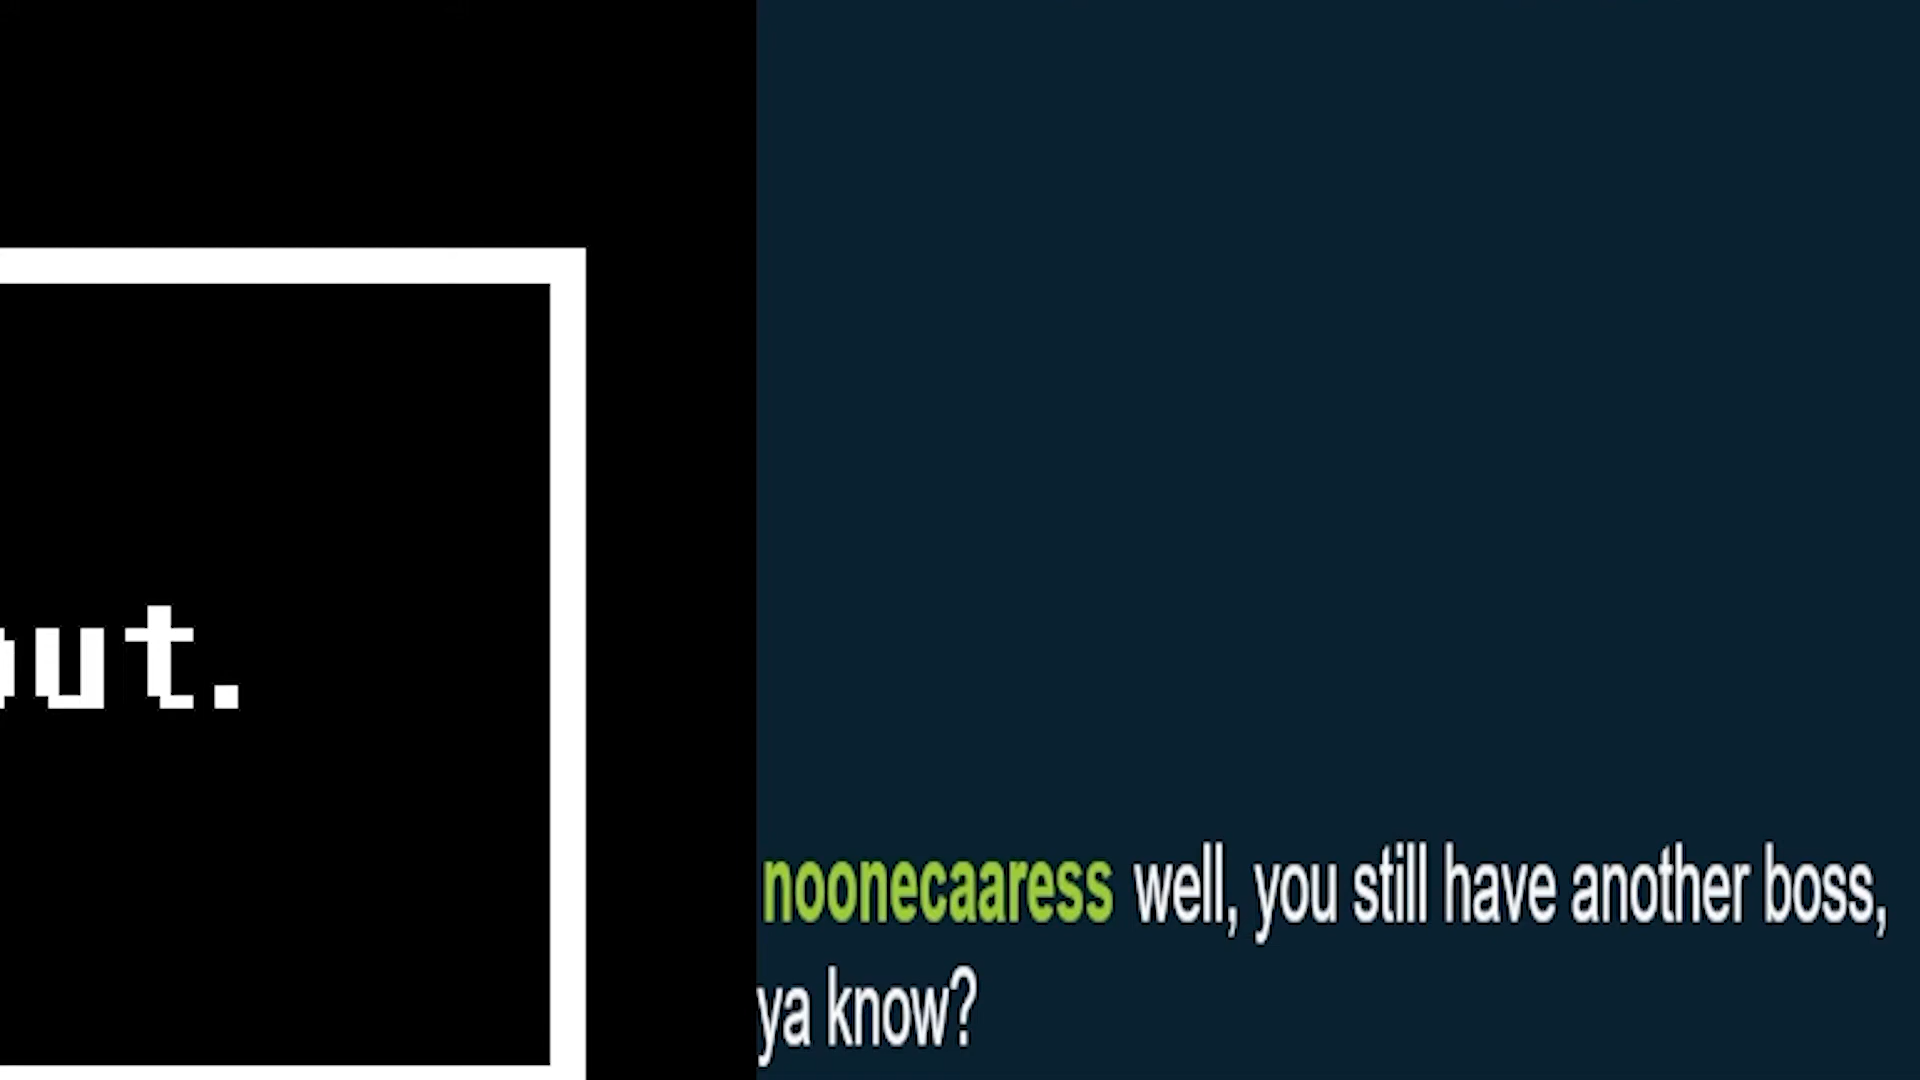 out.
noonecaaress well, you still have another boss,
ya know?